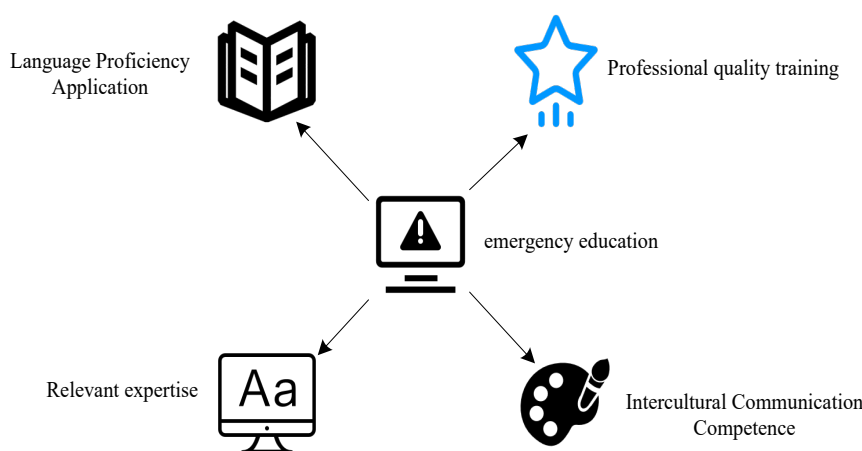 Language Proficiency
Application
Professional quality training
emergency education
Relevant expertise
Aa
Intercultural Communication
Competence